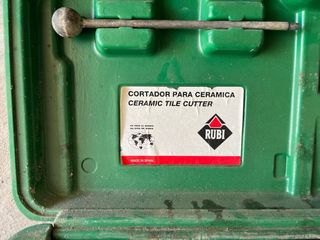 CORTADOR PARA CERAMICA
CERAMIC TILE CUTTER
RUBI
MADE IN SPAIN